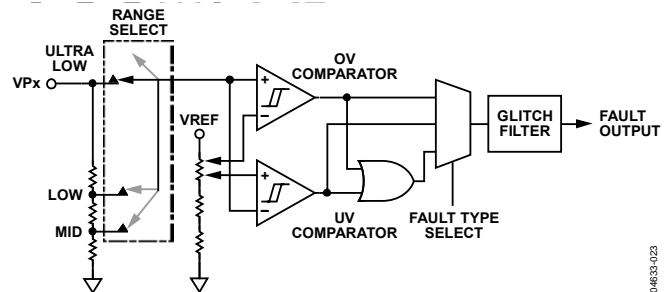 RANGE
SELECT
ULTRA
LOW
VPx
OV
COMPARATOR
VREF
GLITCH
FILTER
FAULT
OUTPUT
LOW
MID
UV
COMPARATOR
FAULT TYPE
SELECT
04633-023